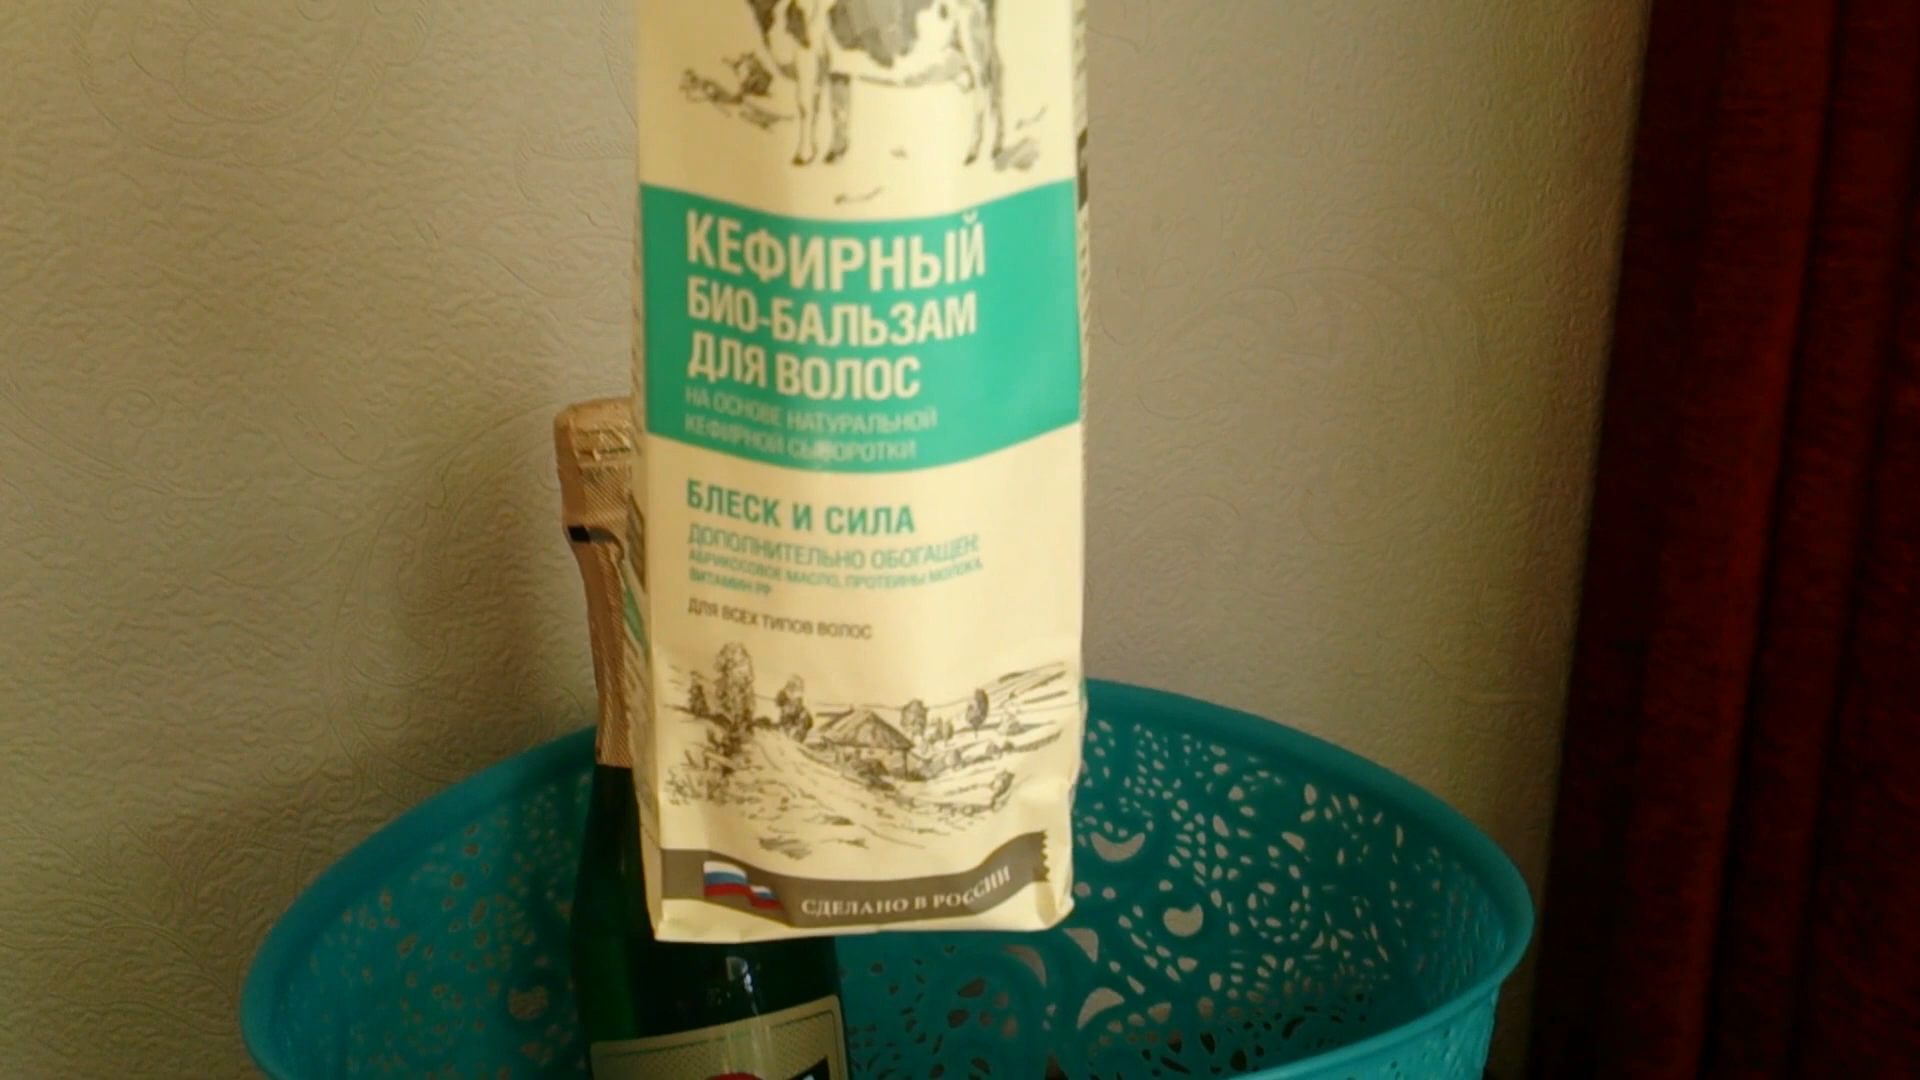 КЕФИРНЫЙ
БИО-БАЛЬЗАМ
ДЛЯ ВОЛОС
НА ОСНОВЕ НАТУРАЛЬНОЙ
КЕФИРНОЙ СЫВОРОТКИ
БЛЕСК И СИЛА
ДОПОЛНИТЕЛЬНО ОБОГАЩЕН:
АБРИКОСОВОЕ МАСЛО, ПРОТЕИНЫ МОЛОКА,
ВИТАМИН PP
ДЛЯ ВСЕХ ТИПОВ ВОЛОС
СДЕЛАНО В РОССИИ